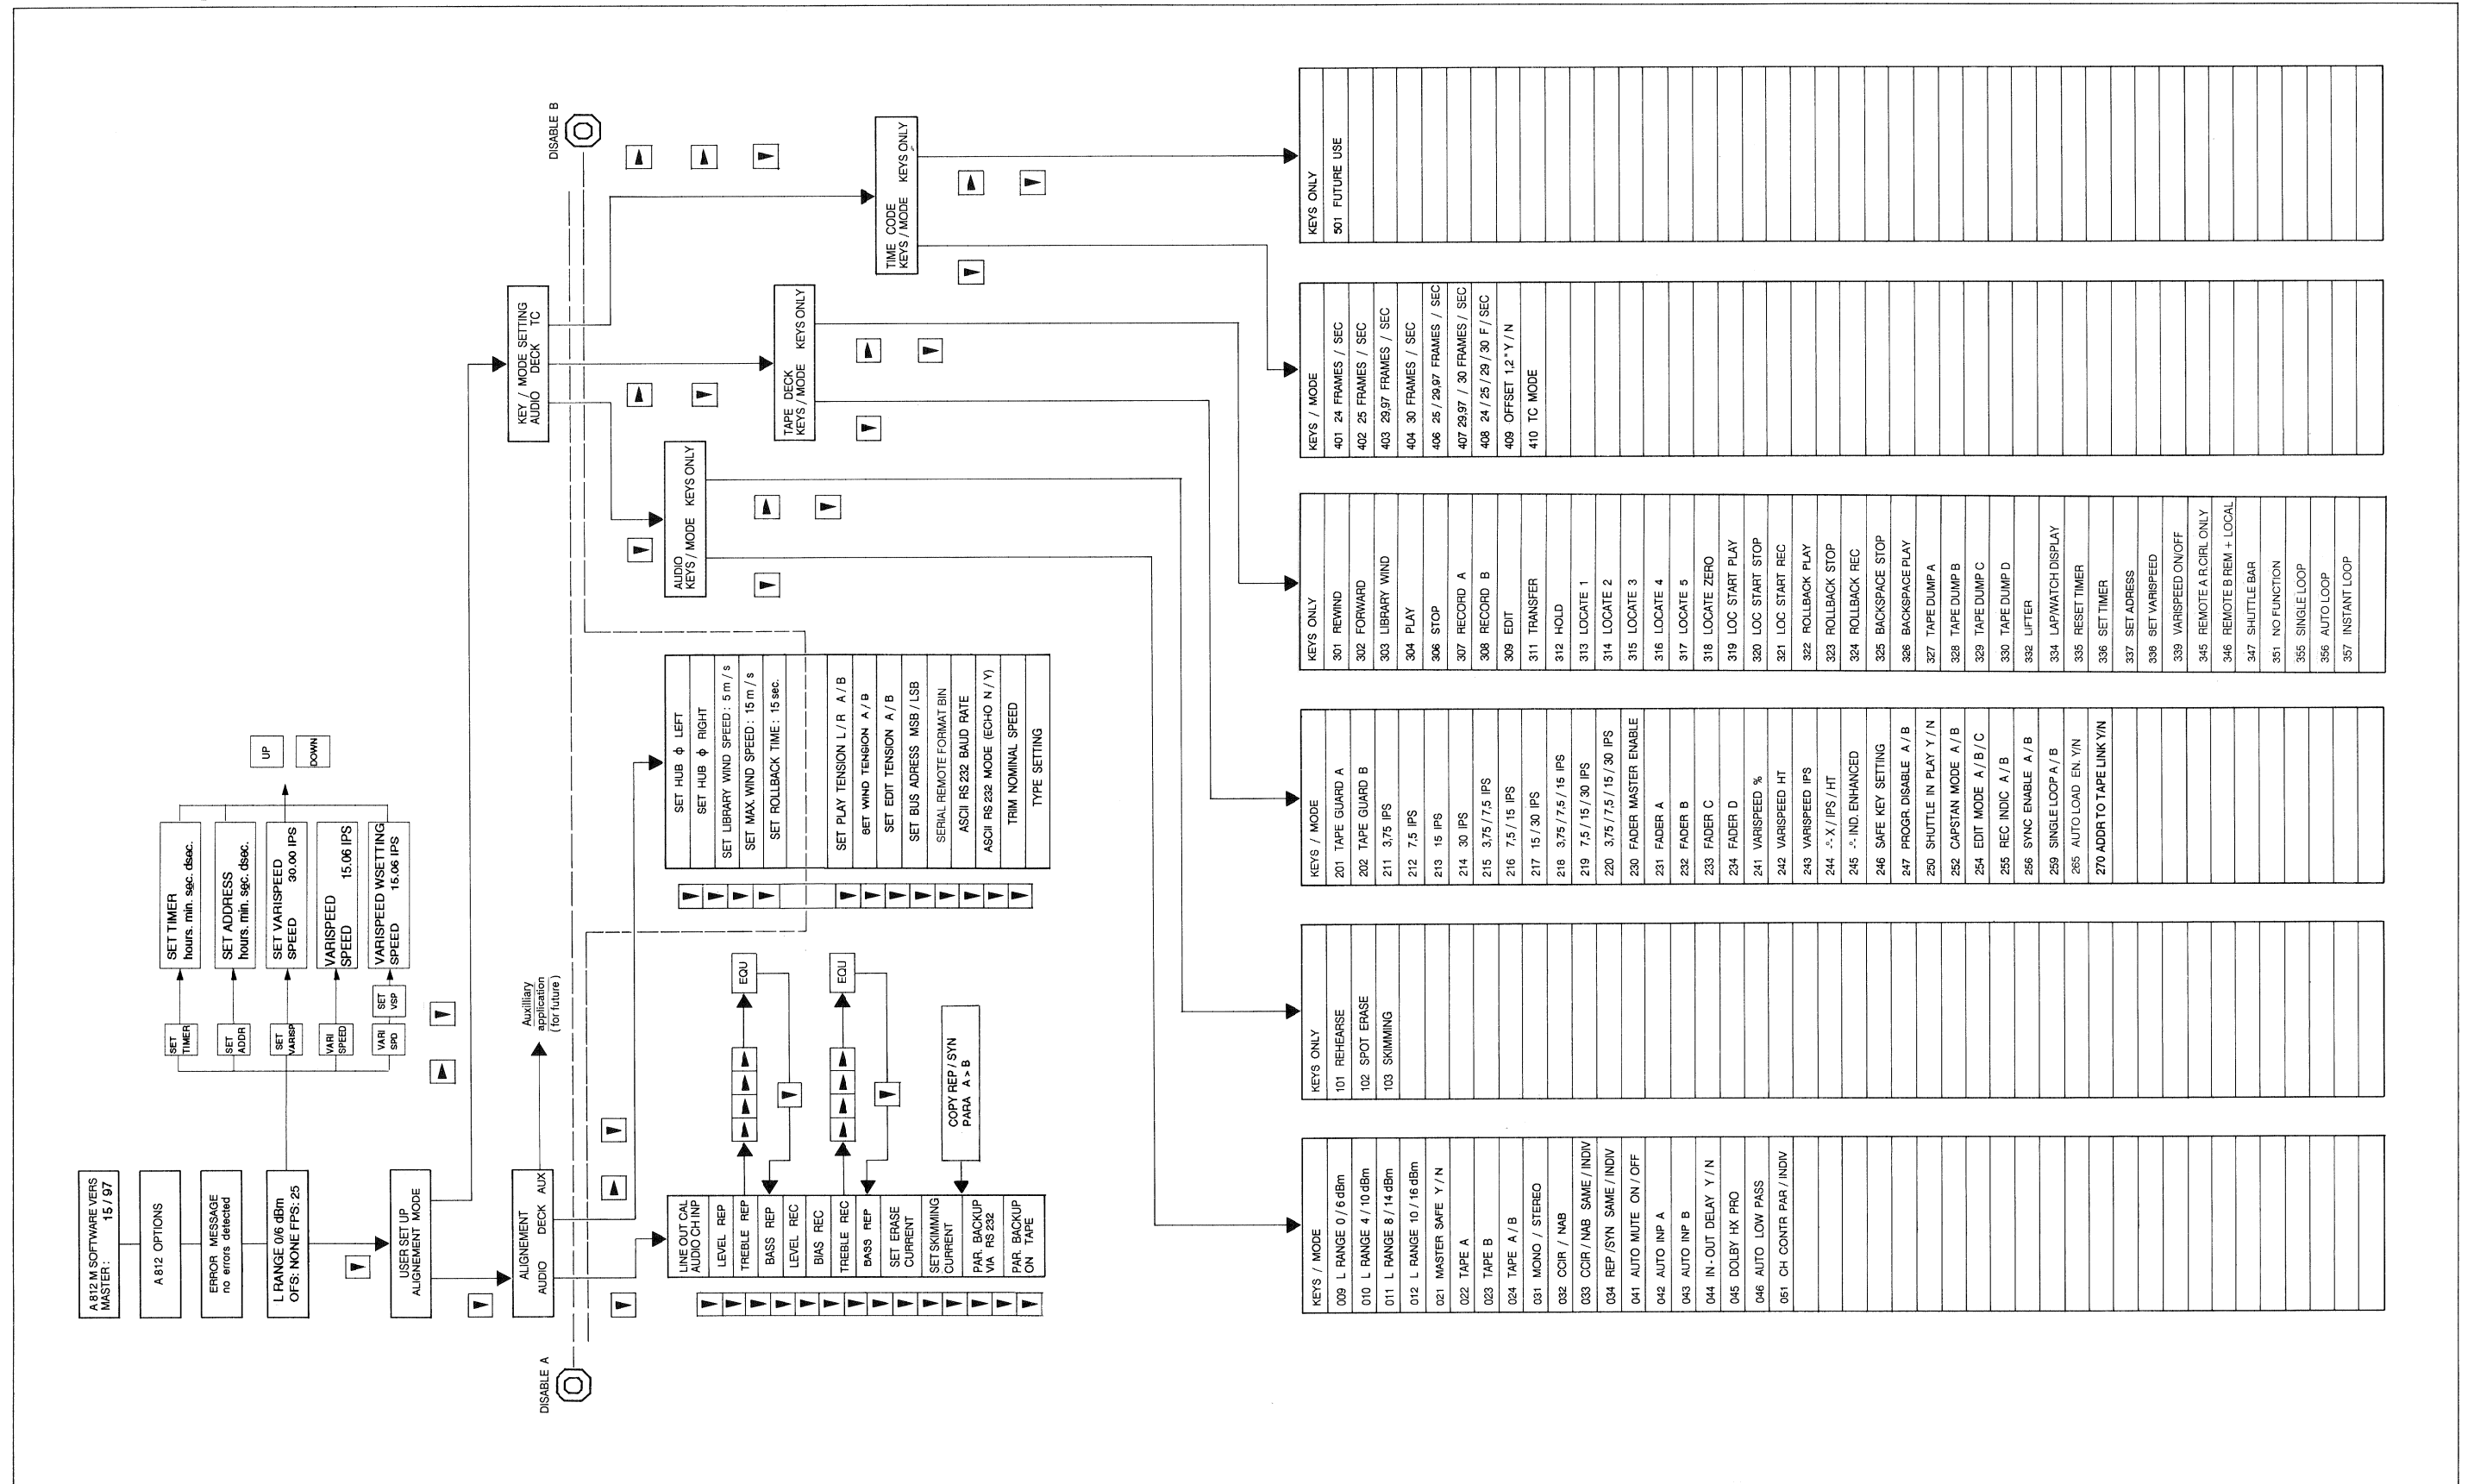 A 812 M SOFTWARE VERS
MASTER : 15 / 97
A 812 OPTIONS
ERROR MESSAGE
no errors detected
L RANGE 0/6 dBm
OFS: NONE FPS: 25
USER SET UP
ALIGNEMENT MODE
SET
TIMER
SET TIMER
hours. min. sec. dsec.
SET
ADDR
SET ADDRESS
hours. min. sec. dsec.
SET
VARISP
SET VARISPEED
SPEED 30.00 IPS
VARI
SPEED
VARISPEED
SPEED 15.06 IPS
VARI
SPD
SET
VSP
VARISPEED WSETTING
SPEED 15.06 IPS
UP
DOWN
ALIGNEMENT
AUDIO DECK AUX
Auxilliary
application
( for future )
KEY / MODE SETTING
AUDIO DECK TC
DISABLE A
DISABLE B
LINE OUT CAL
AUDIO CH INP
LEVEL REP
TREBLE REP
BASS REP
LEVEL REC
BIAS REC
TREBLE REC
BASS REP
SET ERASE
CURRENT
SET SKIMMING
CURRENT
PAR. BACKUP
VIA RS 232
PAR. BACKUP
ON TAPE
EQU
EQU
COPY REP / SYN
PARA A > B
SET HUB ϕ LEFT
SET HUB ϕ RIGHT
SET LIBRARY WIND SPEED : 5 m / s
SET MAX. WIND SPEED : 15 m / s
SET ROLLBACK TIME : 15 sec.
SET PLAY TENSION L / R A / B
SET WIND TENSION A / B
SET EDIT TENSION A / B
SET BUS ADRESS MSB / LSB
SERIAL REMOTE FORMAT BIN
ASCII RS 232 BAUD RATE
ASCII RS 232 MODE (ECHO N / Y)
TRIM NOMINAL SPEED
TYPE SETTING
AUDIO
KEYS / MODE KEYS ONLY
TAPE DECK
KEYS / MODE KEYS ONLY
TIME CODE
KEYS / MODE KEYS ONLY
KEYS / MODE
009 L RANGE 0 / 6 dBm
010 L RANGE 4 / 10 dBm
011 L RANGE 8 / 14 dBm
012 L RANGE 10 / 16 dBm
021 MASTER SAFE Y / N
022 TAPE A
023 TAPE B
024 TAPE A / B
031 MONO / STEREO
032 CCIR / NAB
033 CCIR / NAB SAME / INDIV
034 REP /SYN SAME / INDIV
041 AUTO MUTE ON / OFF
042 AUTO INP A
043 AUTO INP B
044 IN - OUT DELAY Y / N
045 DOLBY HX PRO
046 AUTO LOW PASS
051 CH CONTR PAR / INDIV
KEYS ONLY
101 REHEARSE
102 SPOT ERASE
103 SKIMMING
KEYS / MODE
201 TAPE GUARD A
202 TAPE GUARD B
211 3,75 IPS
212 7,5 IPS
213 15 IPS
214 30 IPS
215 3,75 / 7,5 IPS
216 7,5 / 15 IPS
217 15 / 30 IPS
218 3,75 / 7,5 / 15 IPS
219 7,5 / 15 / 30 IPS
220 3,75 / 7,5 / 15 / 30 IPS
230 FADER MASTER ENABLE
231 FADER A
232 FADER B
233 FADER C
234 FADER D
241 VARISPEED %
242 VARISPEED HT
243 VARISPEED IPS
244 -"- X / IPS / HT
245 -"- IND. ENHANCED
246 SAFE KEY SETTING
247 PROGR. DISABLE A / B
250 SHUTTLE IN PLAY Y / N
252 CAPSTAN MODE A / B
254 EDIT MODE A / B / C
255 REC INDIC A / B
256 SYNC ENABLE A / B
259 SINGLE LOOP A / B
265 AUTO LOAD EN. Y/N
270 ADDR TO TAPE LINK Y/N
KEYS ONLY
301 REWIND
302 FORWARD
303 LIBRARY WIND
304 PLAY
306 STOP
307 RECORD A
308 RECORD B
309 EDIT
311 TRANSFER
312 HOLD
313 LOCATE 1
314 LOCATE 2
315 LOCATE 3
316 LOCATE 4
317 LOCATE 5
318 LOCATE ZERO
319 LOC START PLAY
320 LOC START STOP
321 LOC START REC
322 ROLLBACK PLAY
323 ROLLBACK STOP
324 ROLLBACK REC
325 BACKSPACE STOP
326 BACKSPACE PLAY
327 TAPE DUMP A
328 TAPE DUMP B
329 TAPE DUMP C
330 TAPE DUMP D
332 LIFTER
334 LAP/WATCH DISPLAY
335 RESET TIMER
336 SET TIMER
337 SET ADRESS
338 SET VARISPEED
339 VARISPEED ON/OFF
345 REMOTE A R.CIRL ONLY
346 REMOTE B REM + LOCAL
347 SHUTTLE BAR
351 NO FUNCTION
355 SINGLE LOOP
356 AUTO LOOP
357 INSTANT LOOP
KEYS / MODE
401 24 FRAMES / SEC
402 25 FRAMES / SEC
403 29,97 FRAMES / SEC
404 30 FRAMES / SEC
406 25 / 29,97 FRAMES / SEC
407 29,97 / 30 FRAMES / SEC
408 24 / 25 / 29 / 30 F / SEC
409 OFFSET 1,2 " Y / N
410 TC MODE
KEYS ONLY
501 FUTURE USE